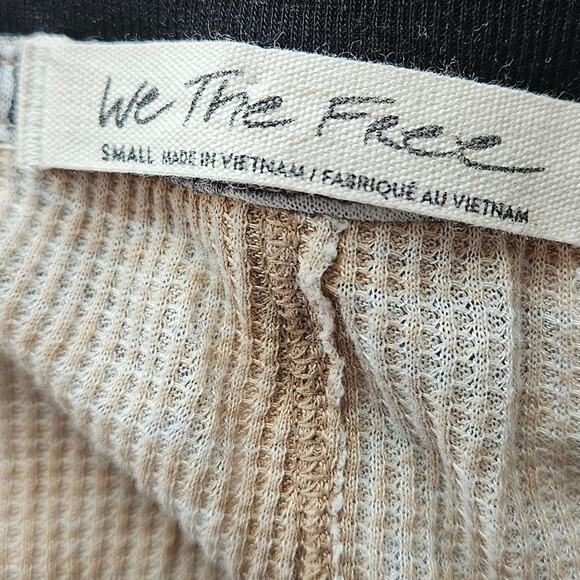 We The Free
SMALL MADE IN VIETNAM / FABRIQUÉ AU VIETNAM